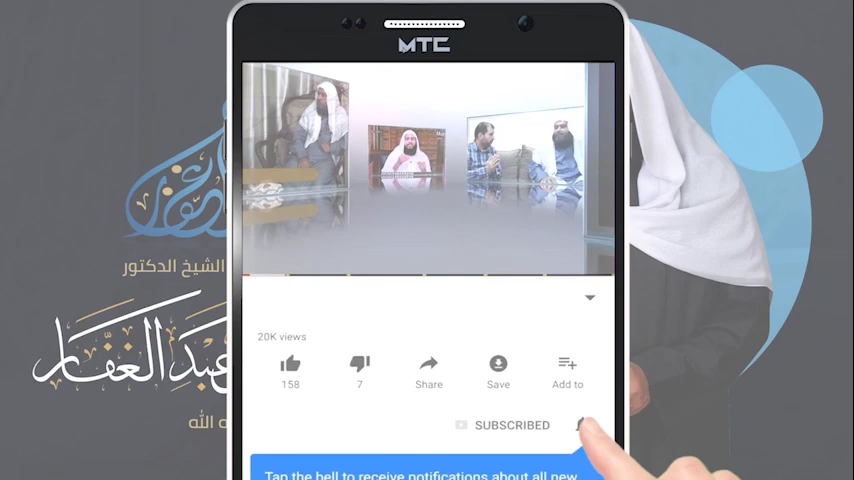 MTC
الشيخ الدكتور
عبد الغفار
ه الله
20K views
158
7
Share
Save
Add to
SUBSCRIBED
Tap the bell to receive notifications about all new